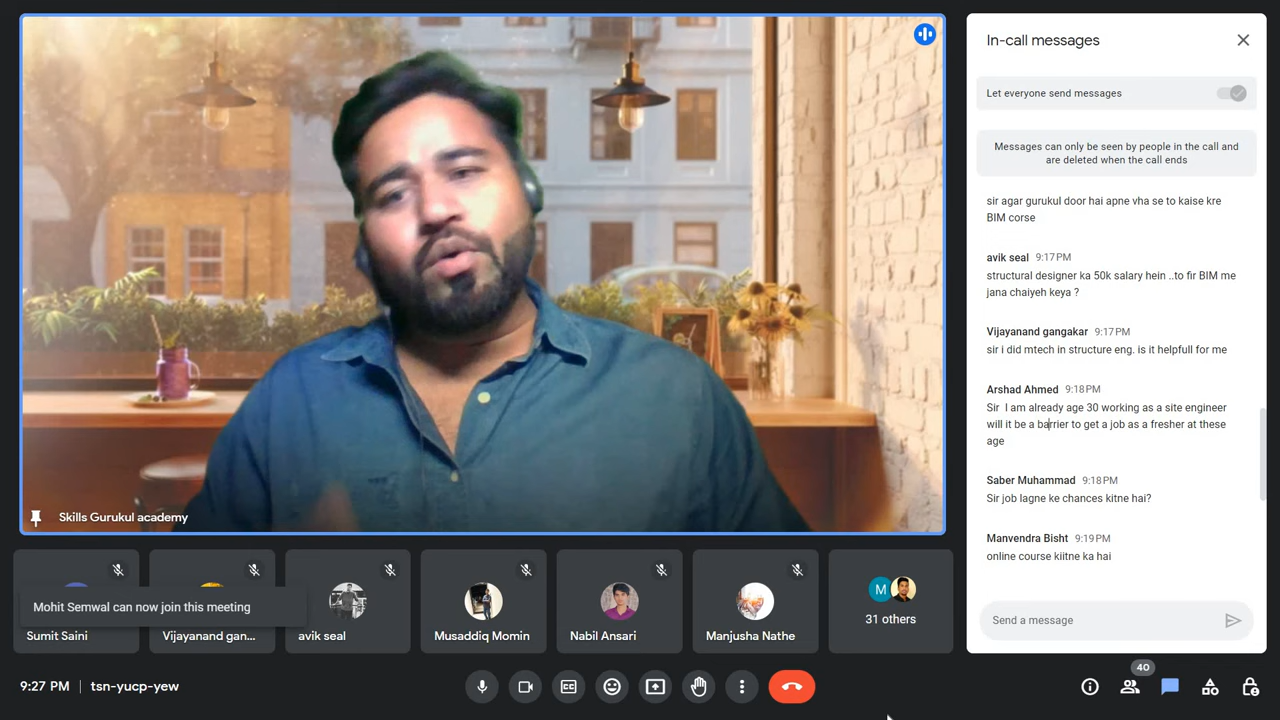 In-call messages
Let everyone send messages
Messages can only be seen by people in the call and
are deleted when the call ends
sir agar gurukul door hai apne vha se to kaise kre
BIM corse
avik seal 9:17 PM
structural designer ka 50k salary hein ..to fir BIM me
jana chaiyeh keya ?
Vijayanand gangakar 9:17 PM
sir i did mtech in structure eng. is it helpfull for me
Arshad Ahmed 9:18 PM
Sir I am already age 30 working as a site engineer
will it be a barrier to get a job as a fresher at these
age
Saber Muhammad 9:18 PM
Sir job lagne ke chances kitne hai?
Manvendra Bisht 9:19 PM
online course kiitne ka hai
Send a message
Skills Gurukul academy
Mohit Semwal can now join this meeting
Sumit Saini
Vijayanand gan...
avik seal
Musaddiq Momin
Nabil Ansari
Manjusha Nathe
M
31 others
9:27 PM | tsn-yucp-yew
CC
40